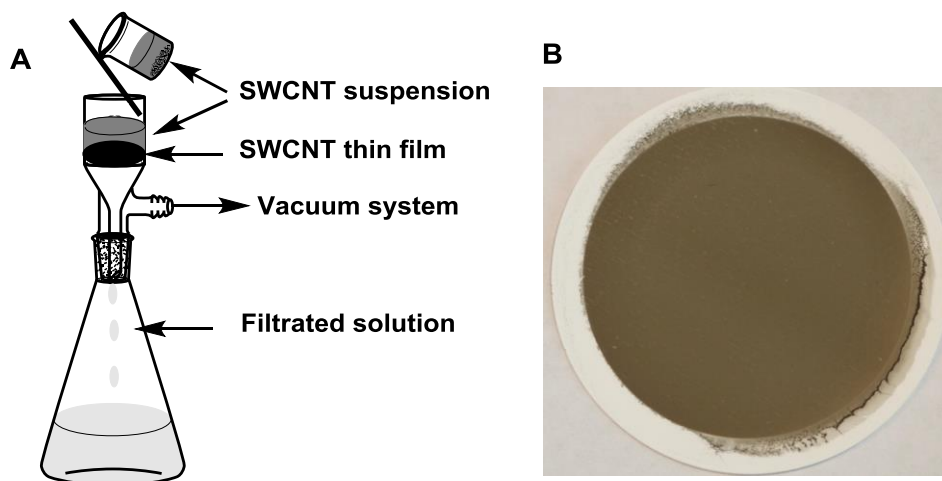 A
SWCNT suspension
SWCNT thin film
Vacuum system
Filtrated solution
B